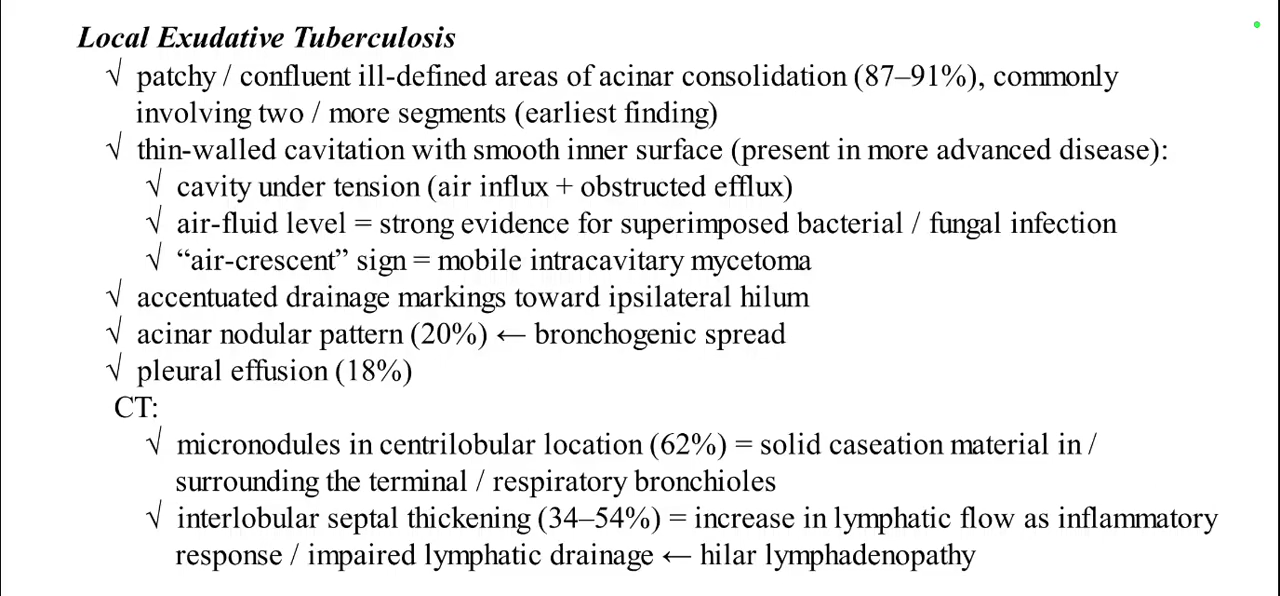 Local Exudative Tuberculosis
√ patchy / confluent ill-defined areas of acinar consolidation (87–91%), commonly
involving two / more segments (earliest finding)
√ thin-walled cavitation with smooth inner surface (present in more advanced disease):
√ cavity under tension (air influx + obstructed efflux)
√ air-fluid level = strong evidence for superimposed bacterial / fungal infection
√ “air-crescent” sign = mobile intracavitary mycetoma
√ accentuated drainage markings toward ipsilateral hilum
√ acinar nodular pattern (20%) ← bronchogenic spread
√ pleural effusion (18%)
CT:
√ micronodules in centrilobular location (62%) = solid caseation material in /
surrounding the terminal / respiratory bronchioles
√ interlobular septal thickening (34–54%) = increase in lymphatic flow as inflammatory
response / impaired lymphatic drainage ← hilar lymphadenopathy